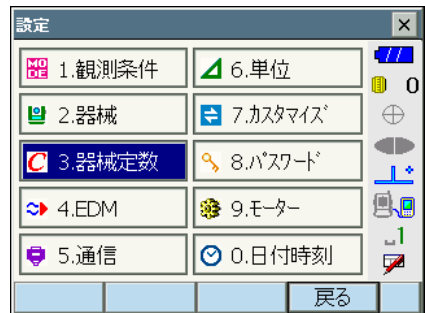 設定
1.観測条件
6.単位
2.器械
7.カスタマイズ
3.器械定数
8.パスワード
4.EDM
9.モーター
5.通信
0.日付時刻
戻る
MODE
C
0
1